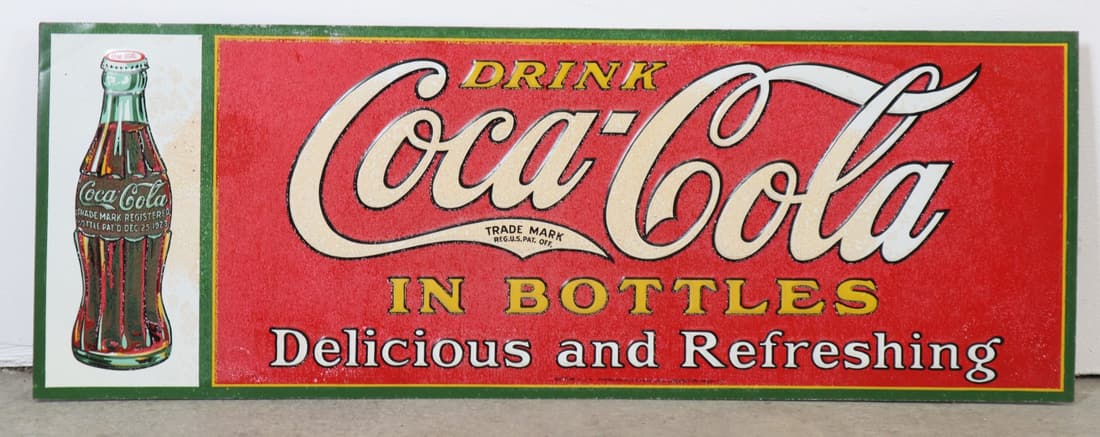 Coca-Cola
TRADE MARK REGISTERED
BOTTLE PAT'D DEC. 25, 1923
DRINK
Coca-Cola
TRADE MARK
REG. U.S. PAT. OFF.
IN BOTTLES
Delicious and Refreshing